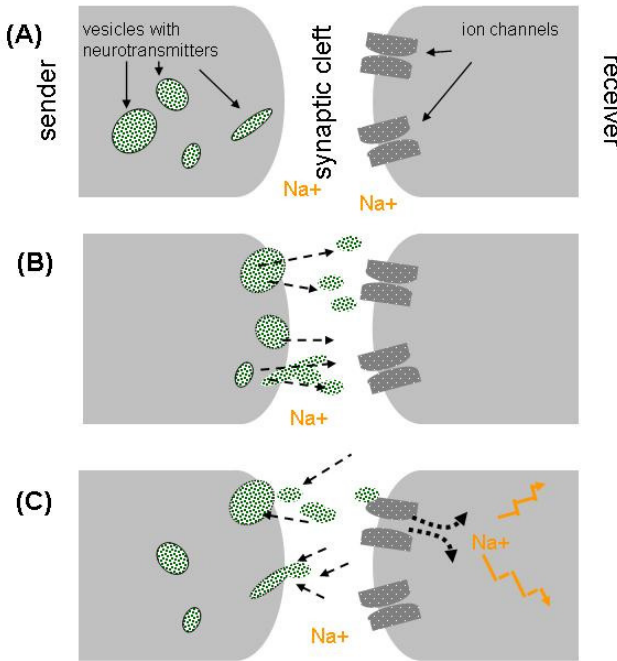 (A)
vesicles with
neurotransmitters
sender
synaptic cleft
ion channels
receiver
Na+
Na+
(B)
Na+
(C)
Na+
Na+